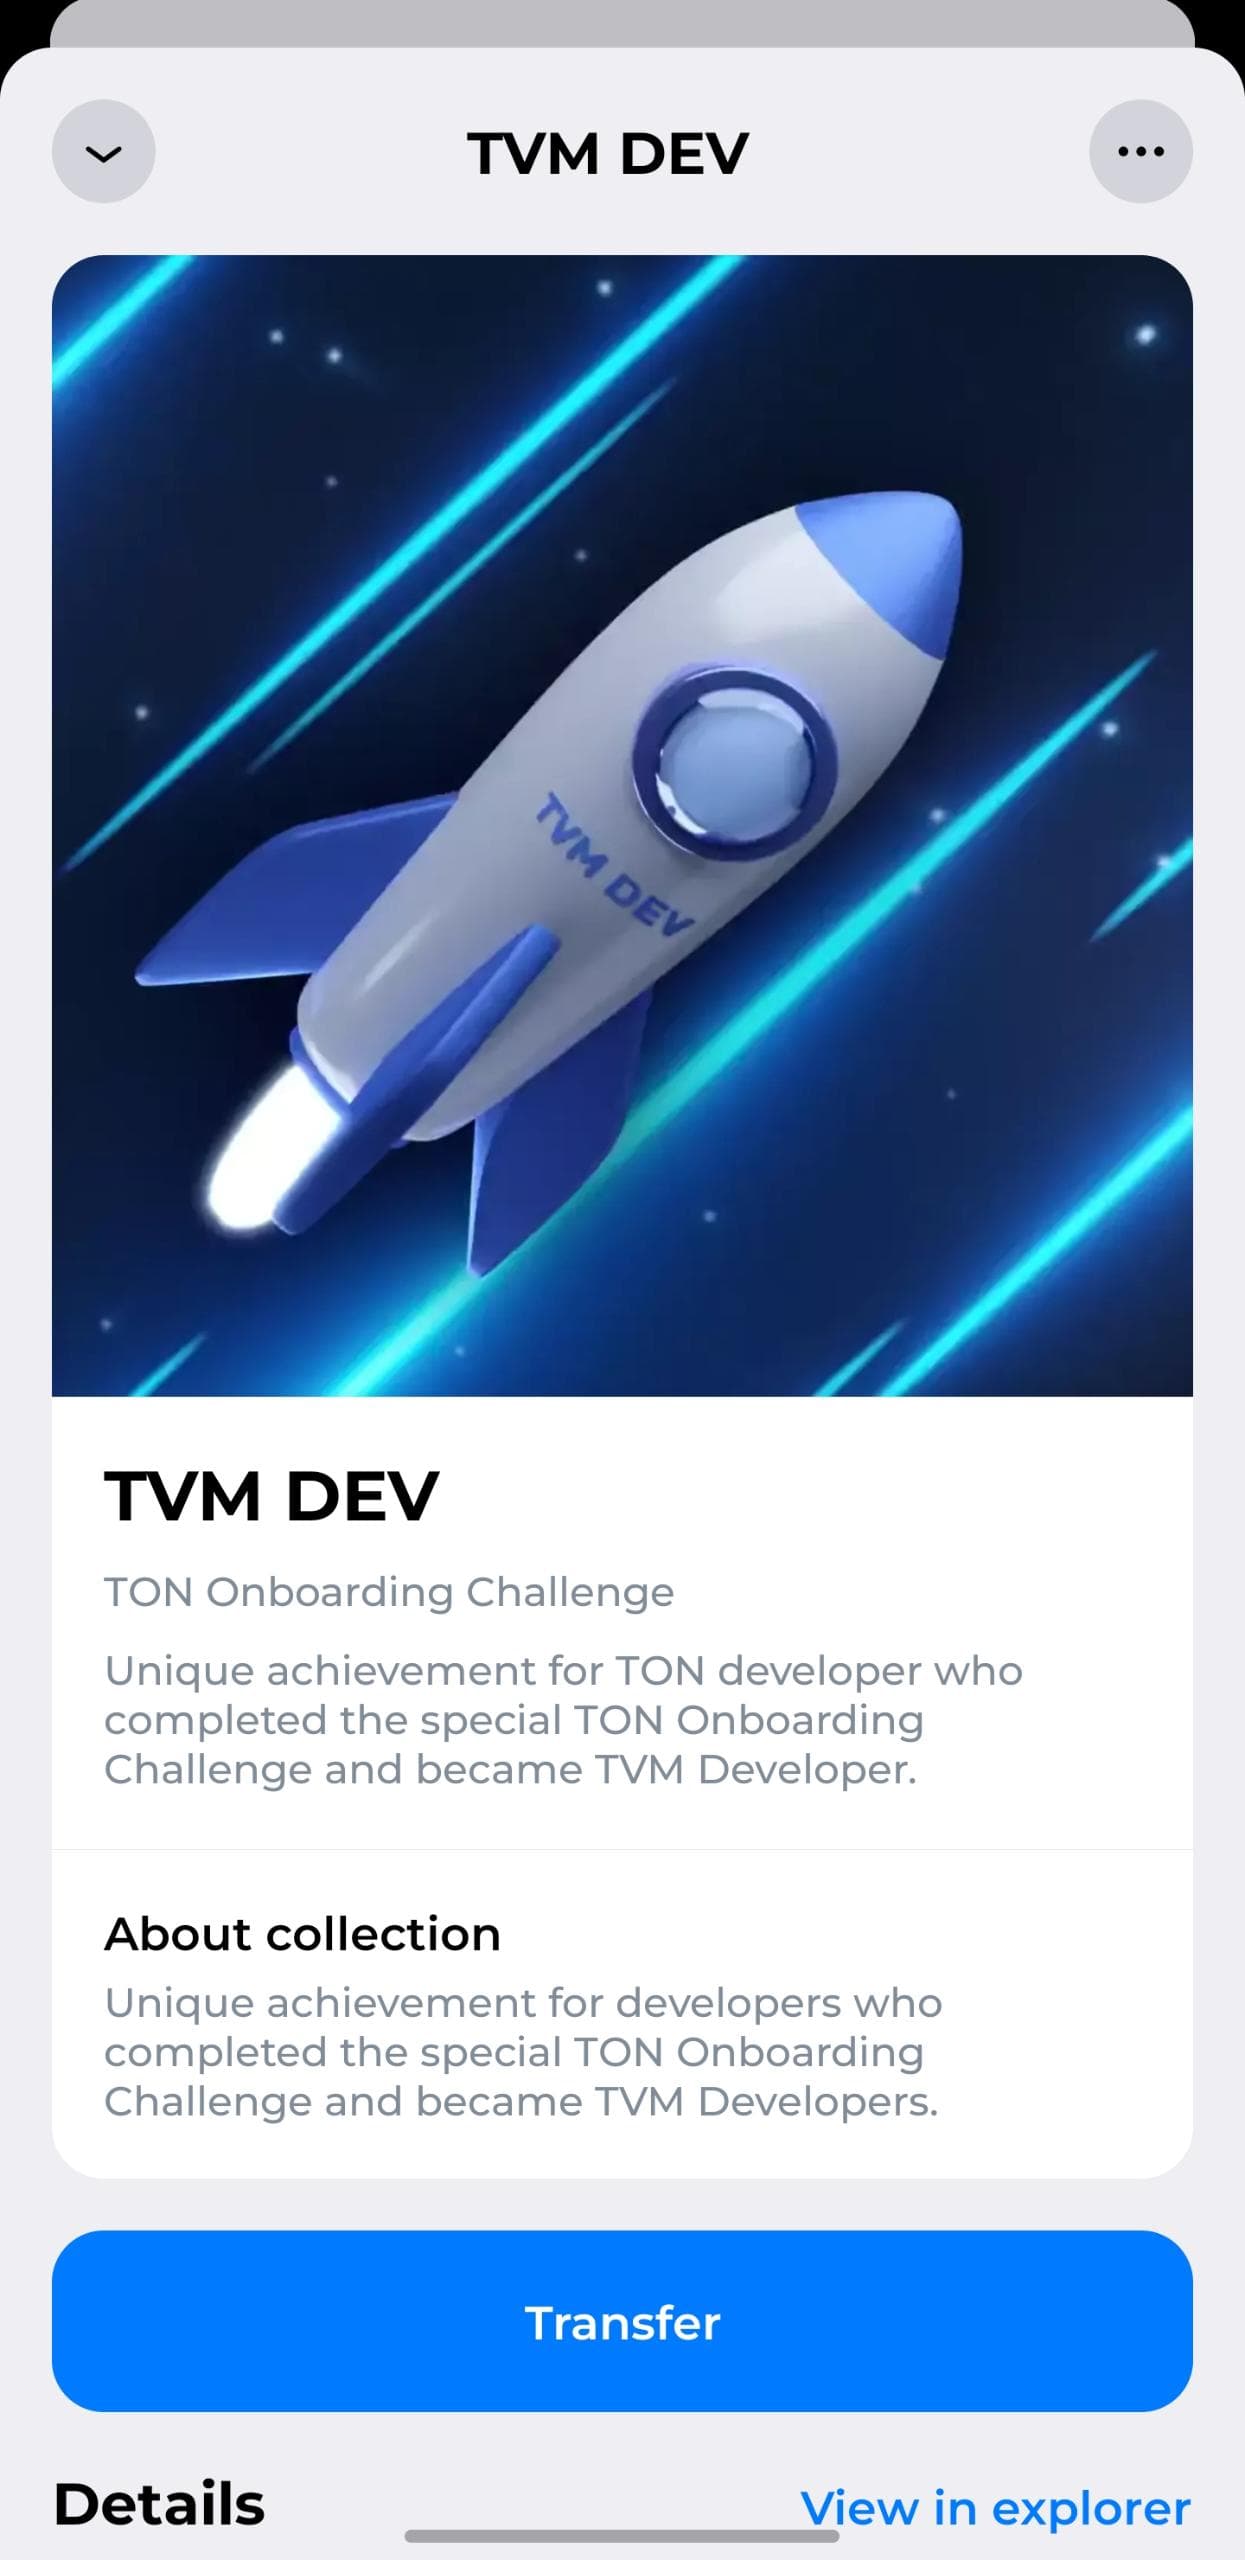 TVM DEV
TVM DEV
TVM DEV
TON Onboarding Challenge
Unique achievement for TON developer who
completed the special TON Onboarding
Challenge and became TVM Developer.
About collection
Unique achievement for developers who
completed the special TON Onboarding
Challenge and became TVM Developers.
Transfer
Details
View in explorer